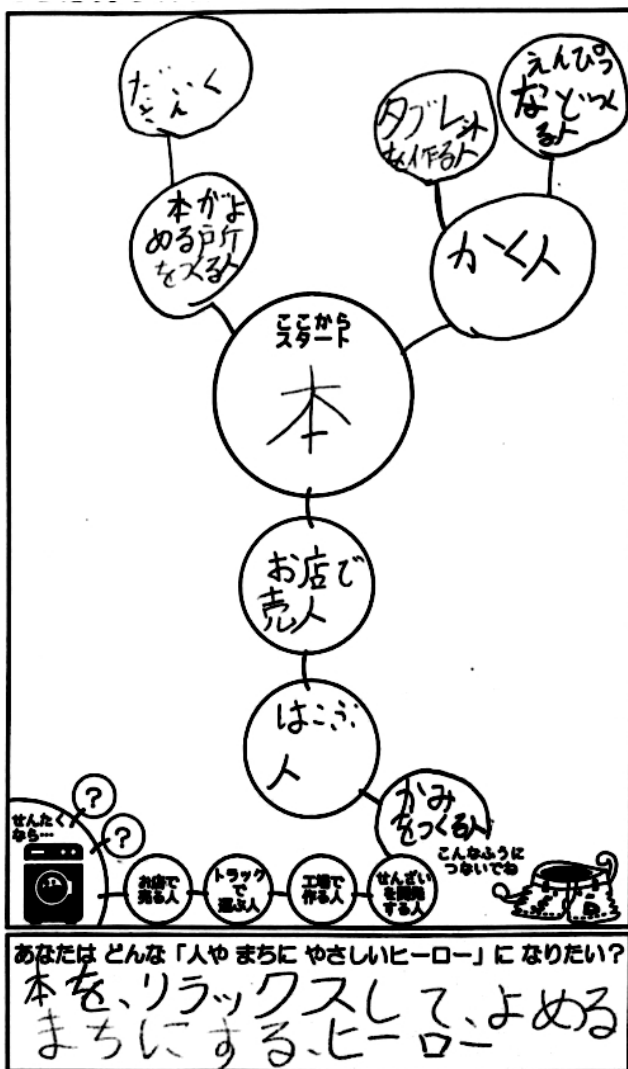 だいく
さん
タブレット
を作る人
えんぴつ
などつく
る人
本がよ
める所
をつくる人
かく人
ここから
スタート
本
お店で
売人
はこぶ
人
かみ
をつくる人
せんたく
なら…
?
?
お店で
売る人
トラック
で
運ぶ人
工場で
作る人
せんざい
を開発
する人
こんなふうに
つないでね
あなたは どんな「人や まちに やさしいヒーロー」に なりたい?
本を、リラックスして、よめる
まちにする、ヒーロー